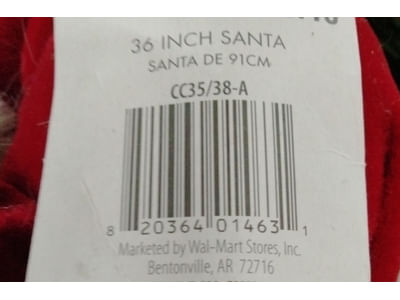 36 INCH SANTA
SANTA DE 91CM
CC35/38-A
8 20364 01463 1
Marketed by Wal-Mart Stores, Inc.
Bentonville, AR 72716